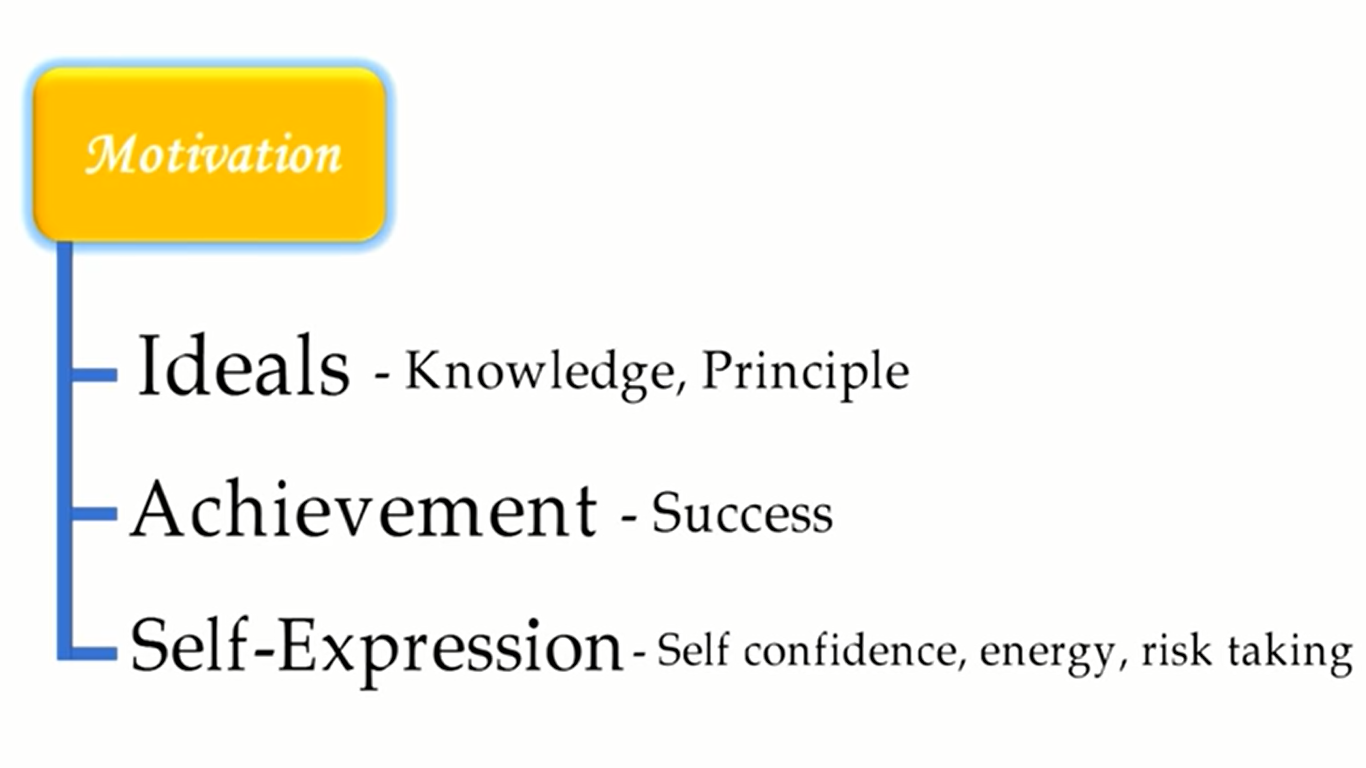 Motivation
Ideals - Knowledge, Principle
Achievement - Success
Self-Expression - Self confidence, energy, risk taking